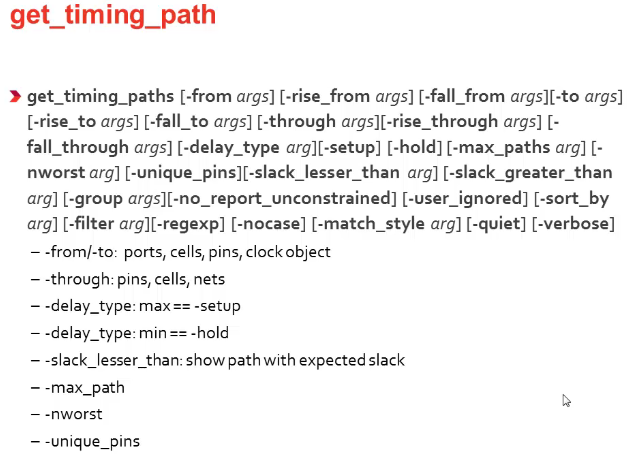 get_timing_path
get_timing_paths [-from args] [-rise_from args] [-fall_from args][-to args]
[-rise_to args] [-fall_to args] [-through args][-rise_through args] [-
fall_through args] [-delay_type arg][-setup] [-hold] [-max_paths arg] [-
nworst arg] [-unique_pins][-slack_lesser_than arg] [-slack_greater_than
arg] [-group args][-no_report_unconstrained] [-user_ignored] [-sort_by
arg] [-filter arg][-regexp] [-nocase] [-match_style arg] [-quiet] [-verbose]
– -from/-to: ports, cells, pins, clock object
– -through: pins, cells, nets
– -delay_type: max == -setup
– -delay_type: min == -hold
– -slack_lesser_than: show path with expected slack
– -max_path
– -nworst
– -unique_pins